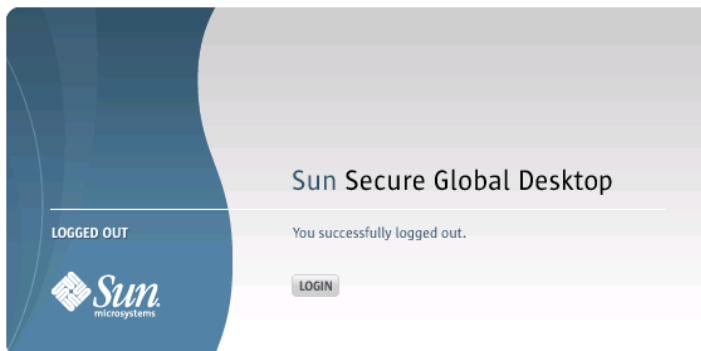 Sun Secure Global Desktop
LOGGED OUT
You successfully logged out.
Sun
microsystems
LOGIN